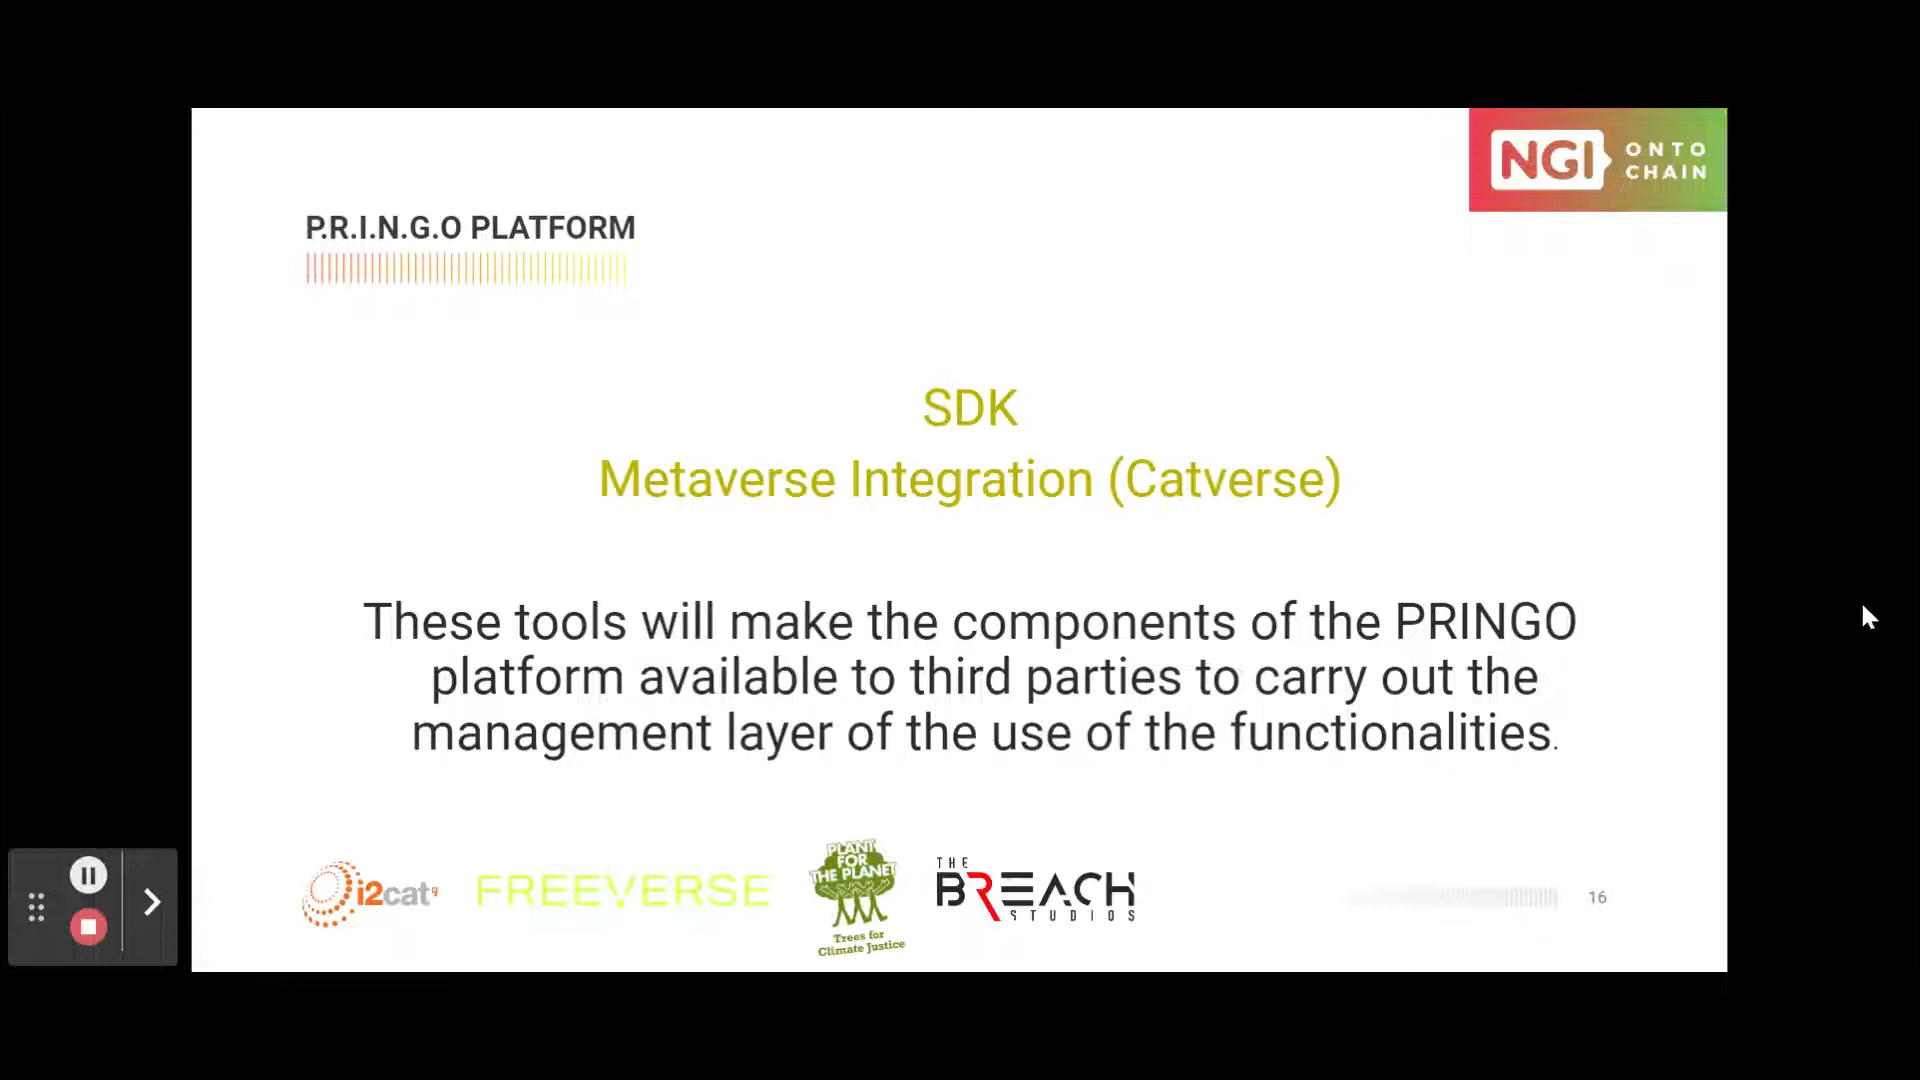 NGI ONTO
CHAIN
P.R.I.N.G.O PLATFORM
SDK
Metaverse Integration (Catverse)
These tools will make the components of the PRINGO
platform available to third parties to carry out the
management layer of the use of the functionalities.
i2cat
FREEVERSE
PLANT
FOR
THE PLANET
Trees for
Climate Justice
THE
BREACH
STUDIOS
16